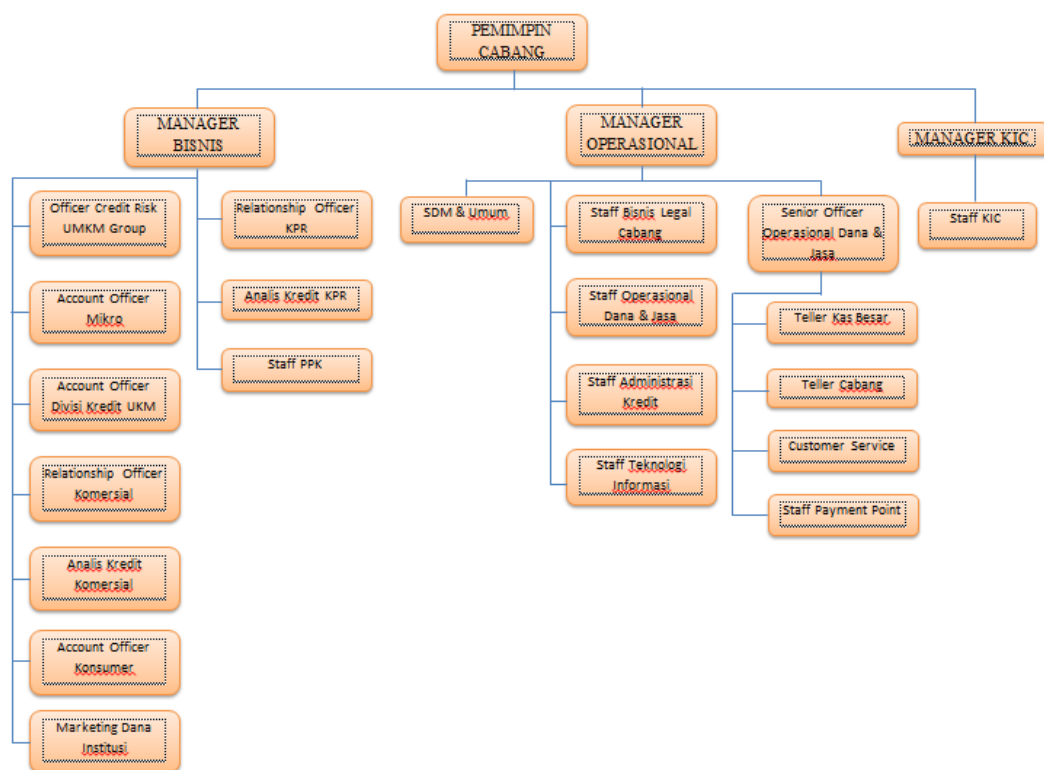 PEMIMPIN
CABANG
MANAGER
BISNIS
MANAGER
OPERASIONAL
MANAGER KIC
Officer Credit Risk
UMKM Group
Account Officer
Mikro
Account Officer
Divisi Kredit UKM
Relationship Officer
Komersial
Analis Kredit
Komersial
Account Officer
Konsumer
Marketing Dana
Institusi
Relationship Officer
KPR
Analis Kredit KPR
Staff PPK
SDM & Umum
Staff Bisnis Legal
Cabang
Staff Operasional
Dana & Jasa
Staff Administrasi
Kredit
Staff Teknologi
Informasi
Senior Officer
Operasional Dana &
Jasa
Teller Kas Besar
Teller Cabang
Customer Service
Staff Payment Point
Staff KIC